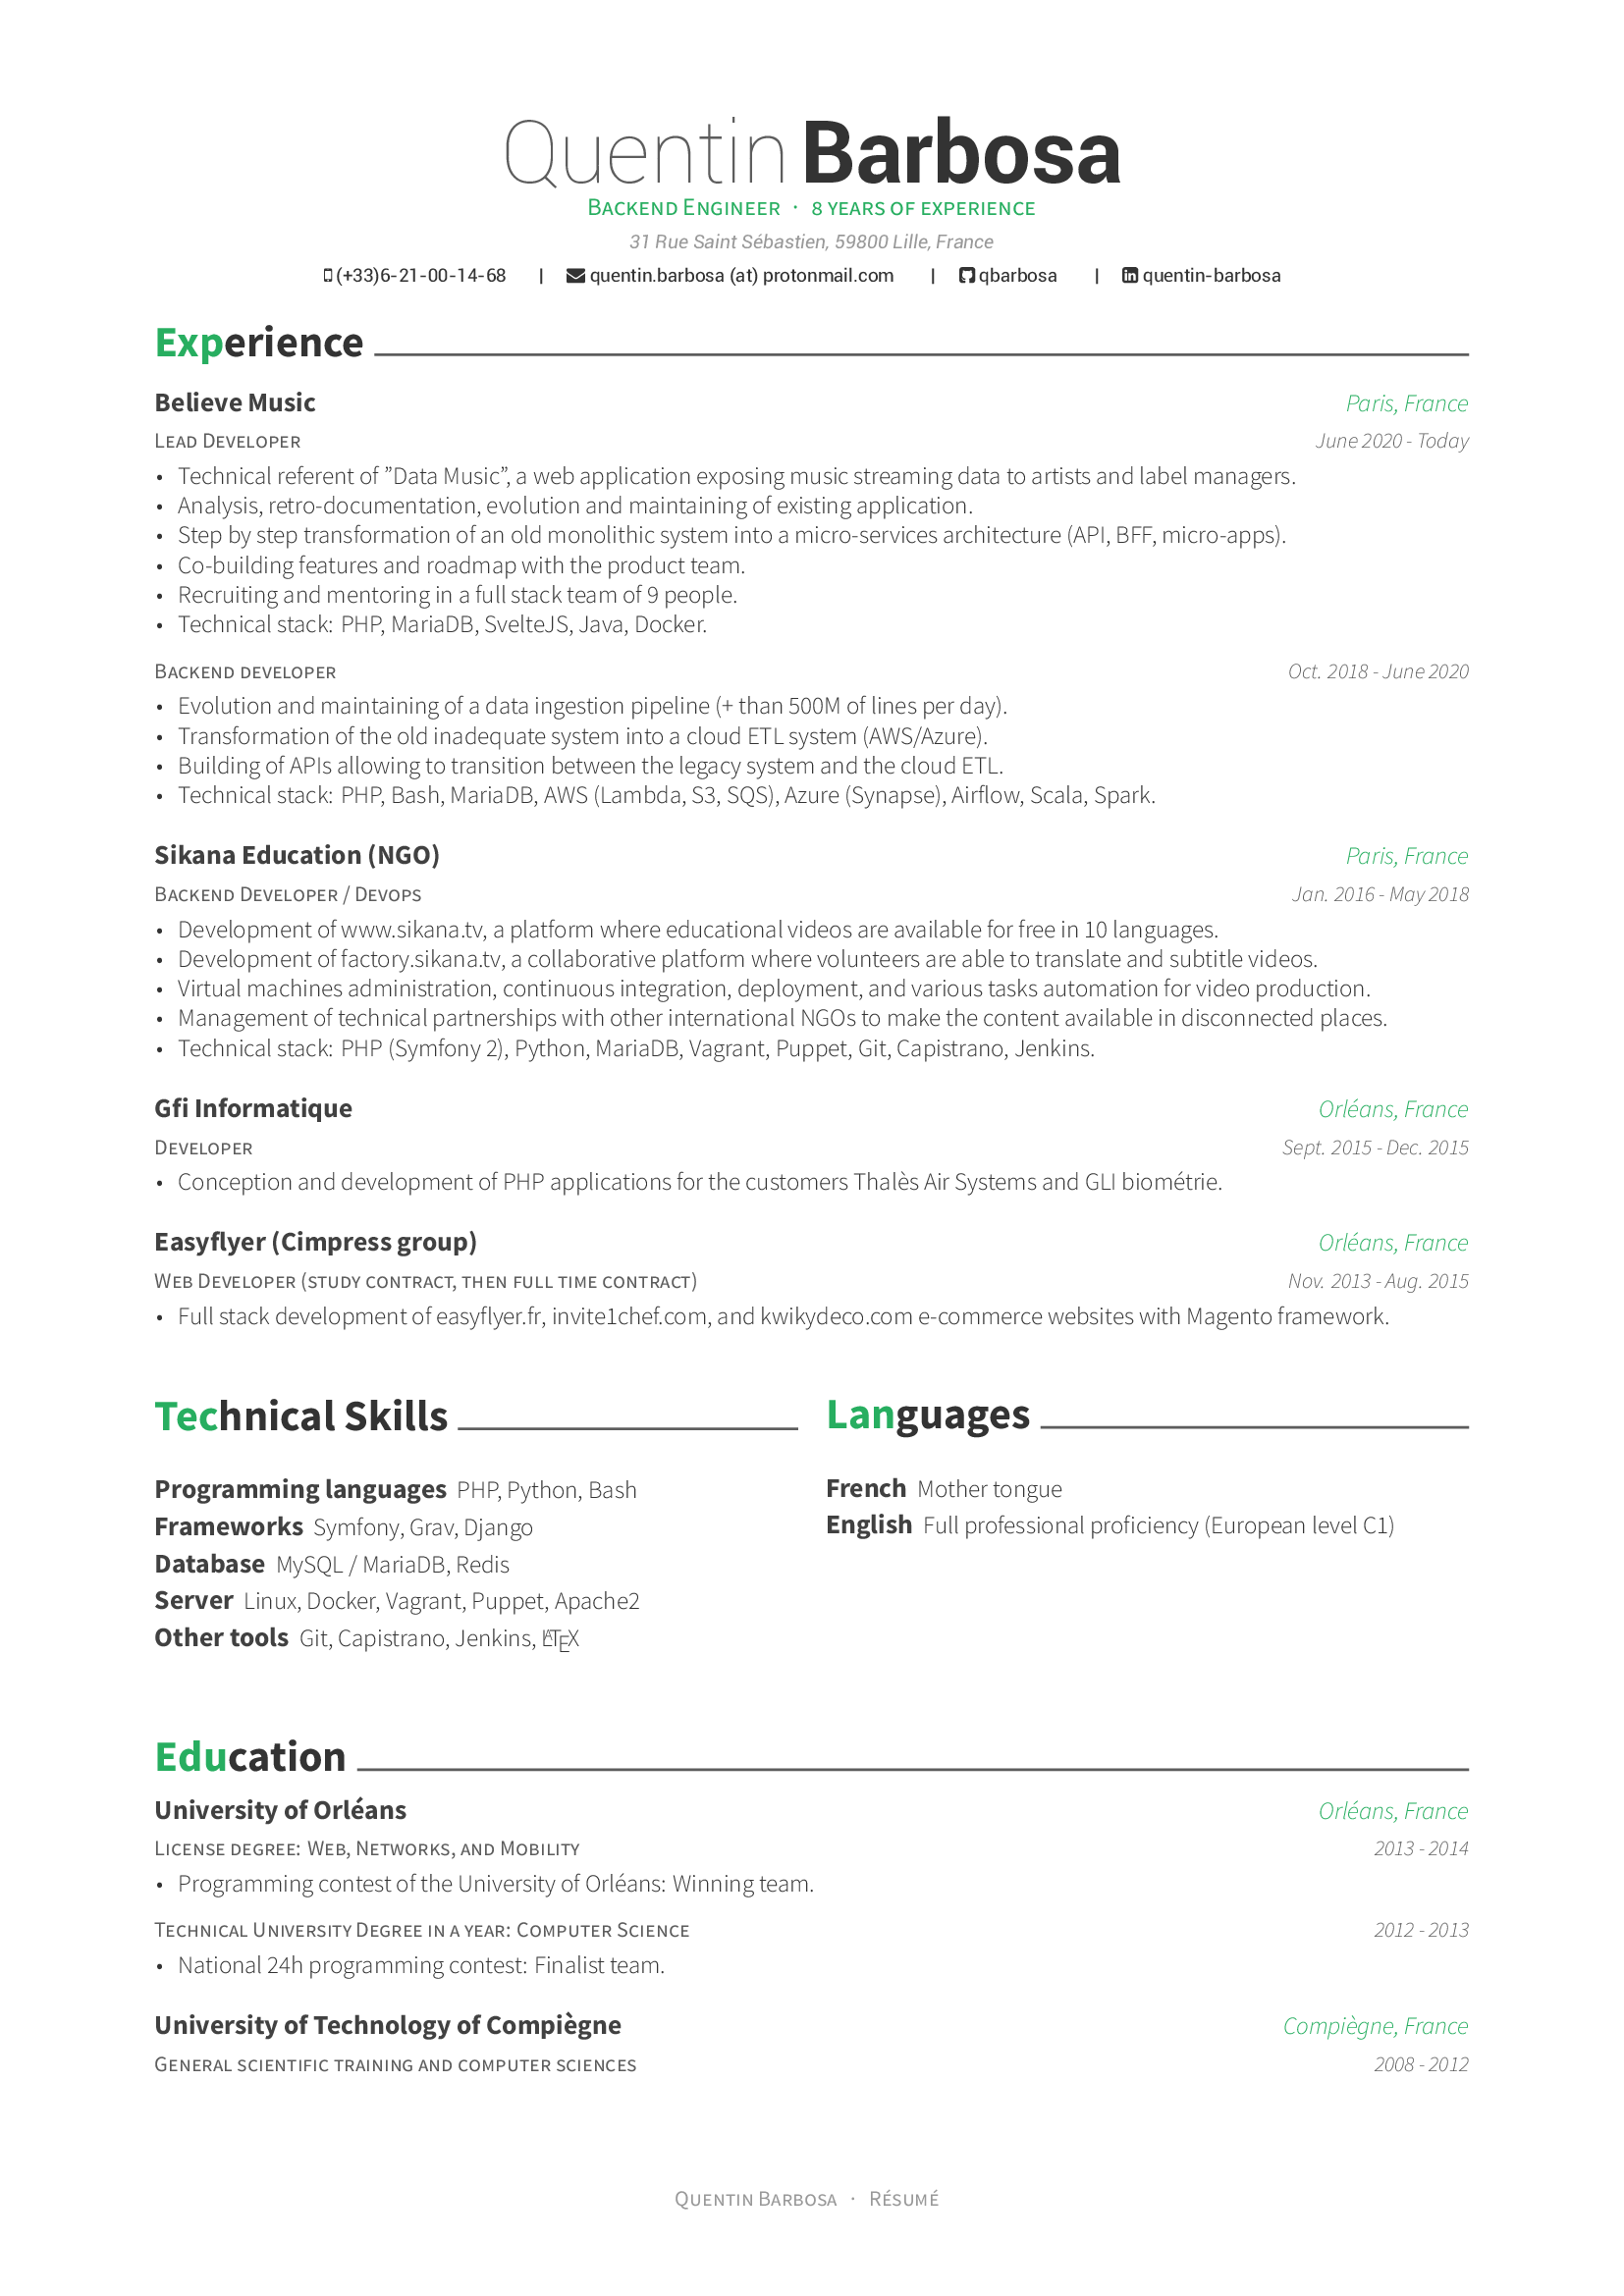 Quentin Barbosa
Backend Engineer · 8 years of experience
31 Rue Saint Sébastien, 59800 Lille, France
(+33)6-21-00-14-68 | quentin.barbosa (at) protonmail.com | qbarbosa | quentin-barbosa
Experience
Believe Music Paris, France
Lead Developer June 2020 - Today
• Technical referent of ”Data Music”, a web application exposing music streaming data to artists and label managers.
• Analysis, retro-documentation, evolution and maintaining of existing application.
• Step by step transformation of an old monolithic system into a micro-services architecture (API, BFF, micro-apps).
• Co-building features and roadmap with the product team.
• Recruiting and mentoring in a full stack team of 9 people.
• Technical stack: PHP, MariaDB, SvelteJS, Java, Docker.
Backend developer Oct. 2018 - June 2020
• Evolution and maintaining of a data ingestion pipeline (+ than 500M of lines per day).
• Transformation of the old inadequate system into a cloud ETL system (AWS/Azure).
• Building of APIs allowing to transition between the legacy system and the cloud ETL.
• Technical stack: PHP, Bash, MariaDB, AWS (Lambda, S3, SQS), Azure (Synapse), Airflow, Scala, Spark.
Sikana Education (NGO) Paris, France
Backend Developer / Devops Jan. 2016 - May 2018
• Development of www.sikana.tv, a platform where educational videos are available for free in 10 languages.
• Development of factory.sikana.tv, a collaborative platform where volunteers are able to translate and subtitle videos.
• Virtual machines administration, continuous integration, deployment, and various tasks automation for video production.
• Management of technical partnerships with other international NGOs to make the content available in disconnected places.
• Technical stack: PHP (Symfony 2), Python, MariaDB, Vagrant, Puppet, Git, Capistrano, Jenkins.
Gfi Informatique Orléans, France
Developer Sept. 2015 - Dec. 2015
• Conception and development of PHP applications for the customers Thalès Air Systems and GLI biométrie.
Easyflyer (Cimpress group) Orléans, France
Web Developer (study contract, then full time contract) Nov. 2013 - Aug. 2015
• Full stack development of easyflyer.fr, invite1chef.com, and kwikydeco.com e-commerce websites with Magento framework.
Technical Skills
Programming languages PHP, Python, Bash
Frameworks Symfony, Grav, Django
Database MySQL / MariaDB, Redis
Server Linux, Docker, Vagrant, Puppet, Apache2
Other tools Git, Capistrano, Jenkins, LATEX
Languages
French Mother tongue
English Full professional proficiency (European level C1)
Education
University of Orléans Orléans, France
License degree: Web, Networks, and Mobility 2013 - 2014
• Programming contest of the University of Orléans: Winning team.
Technical University Degree in a year: Computer Science 2012 - 2013
• National 24h programming contest: Finalist team.
University of Technology of Compiègne Compiègne, France
General scientific training and computer sciences 2008 - 2012
Quentin Barbosa · Résumé